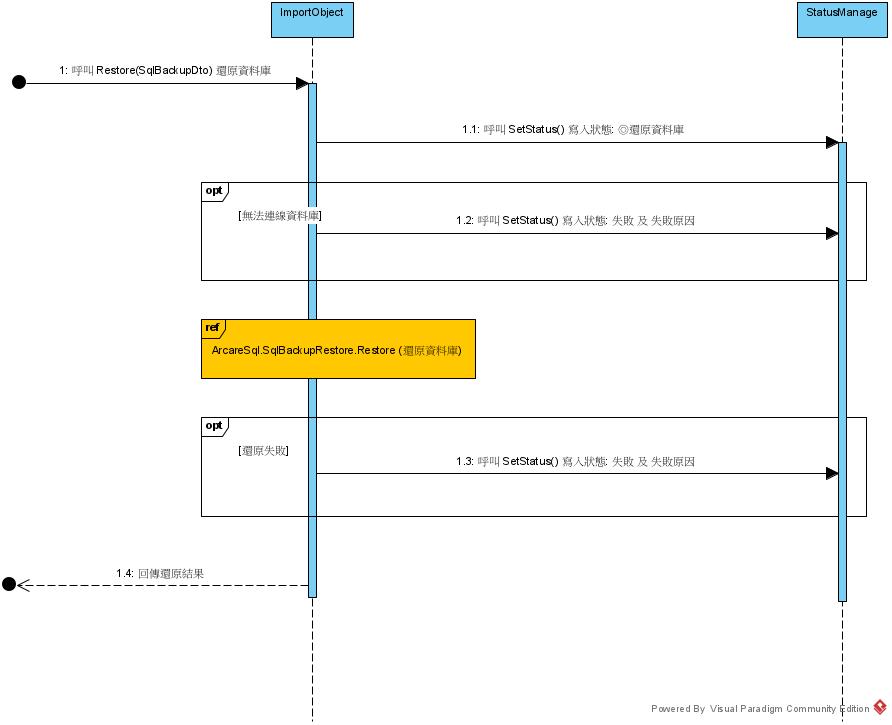 ImportObject
StatusManage
1: 呼叫 Restore(SqlBackupDto) 還原資料庫
1.1: 呼叫 SetStatus() 寫入狀態: ◎還原資料庫
opt
[無法連線資料庫]
1.2: 呼叫 SetStatus() 寫入狀態: 失敗 及 失敗原因
ref
ArcareSql.SqlBackupRestore.Restore (還原資料庫)
opt
[還原失敗]
1.3: 呼叫 SetStatus() 寫入狀態: 失敗 及 失敗原因
1.4: 回傳還原結果
Powered By Visual Paradigm Community Edition